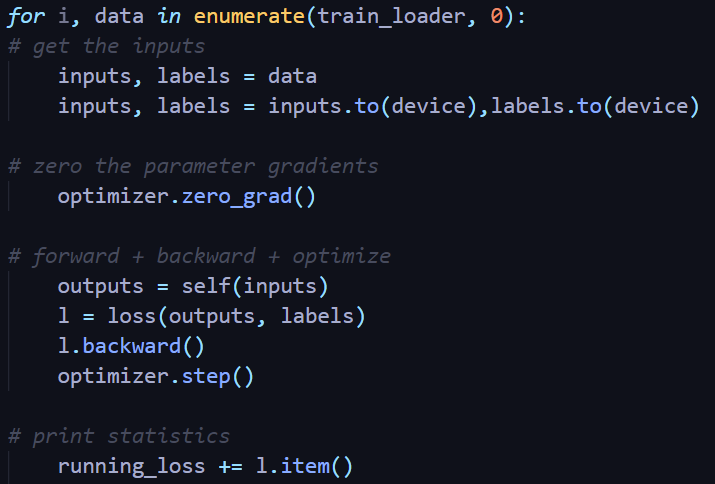 for i, data in enumerate(train_loader, 0):
# get the inputs
    inputs, labels = data
    inputs, labels = inputs.to(device),labels.to(device)

# zero the parameter gradients
    optimizer.zero_grad()

# forward + backward + optimize
    outputs = self(inputs)
    l = loss(outputs, labels)
    l.backward()
    optimizer.step()

# print statistics
    running_loss += l.item()